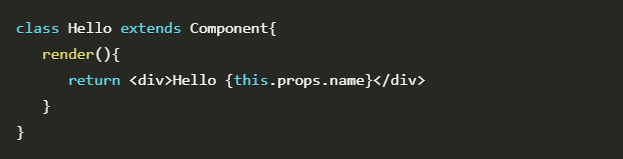 class Hello extends Component{
render(){
return <div>Hello {this.props.name}</div>
}
}